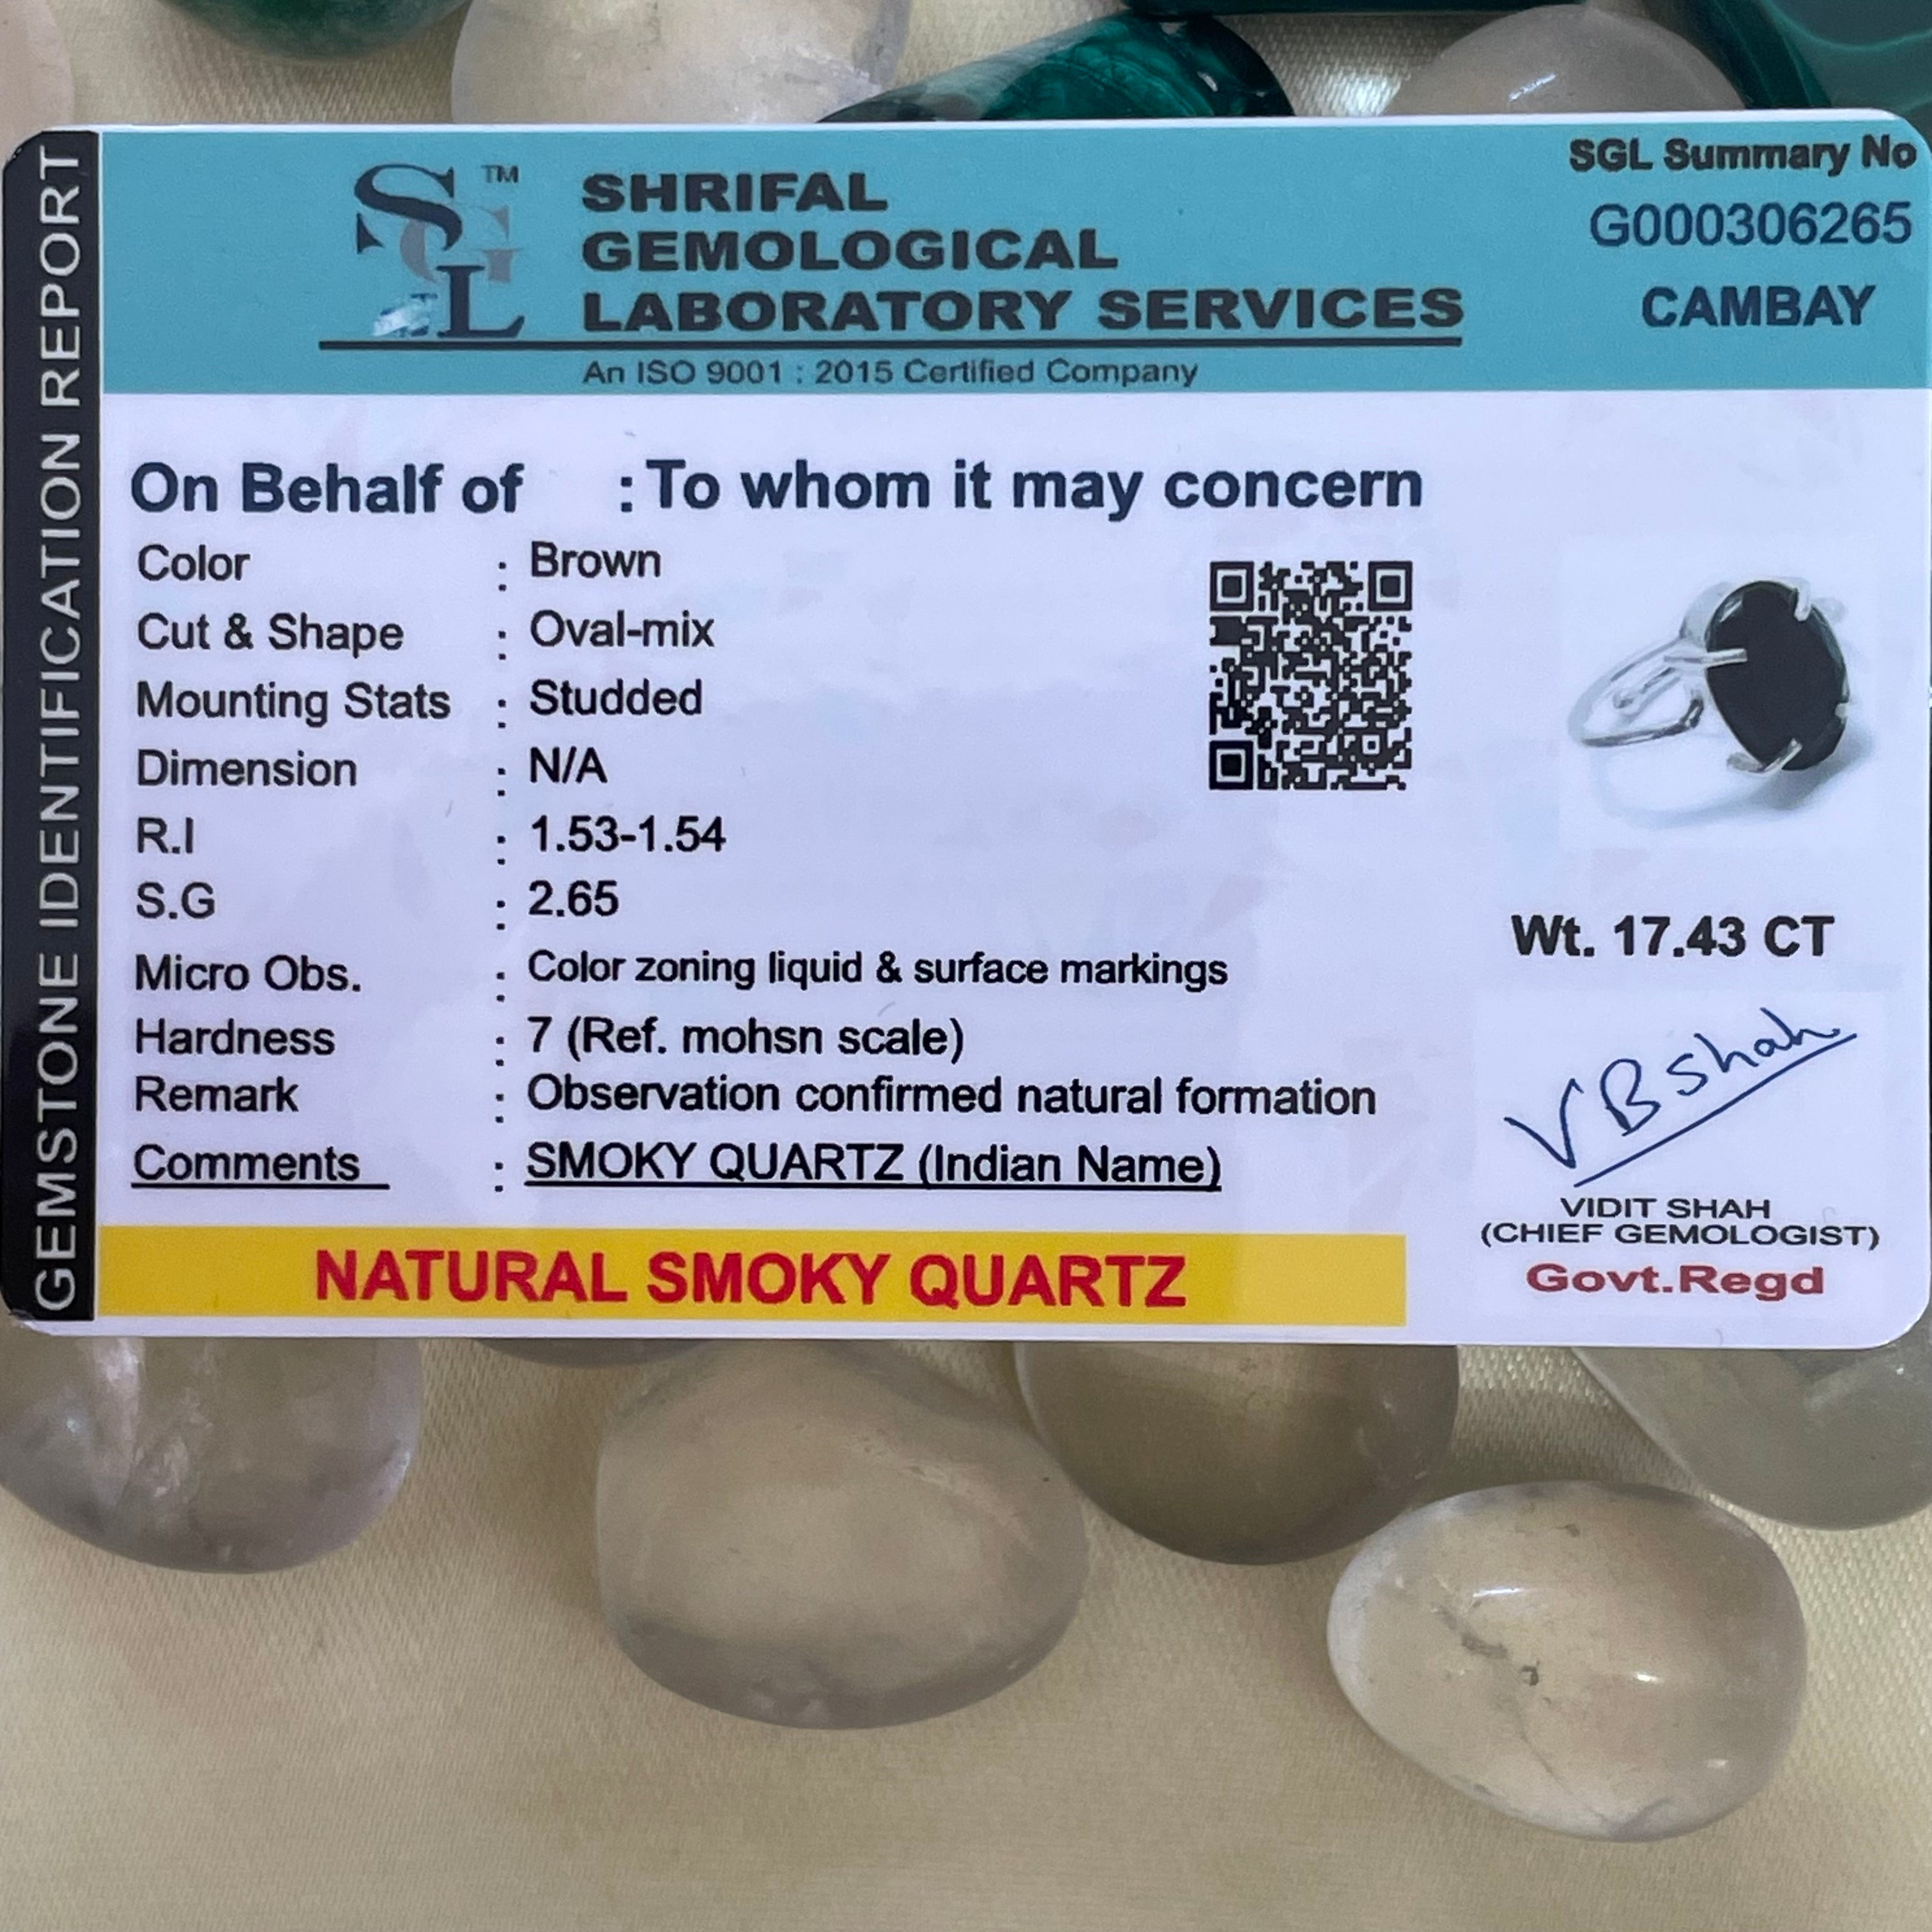 GEMSTONE IDENTIFICATION REPORT
SGL ™
SHRIFAL
GEMOLOGICAL
LABORATORY SERVICES
An ISO 9001 : 2015 Certified Company
SGL Summary No
G000306265
CAMBAY
On Behalf of : To whom it may concern
Color : Brown
Cut & Shape : Oval-mix
Mounting Stats : Studded
Dimension : N/A
R.I : 1.53-1.54
S.G : 2.65
Micro Obs. : Color zoning liquid & surface markings
Hardness : 7 (Ref. mohsn scale)
Remark : Observation confirmed natural formation
Comments : SMOKY QUARTZ (Indian Name)
NATURAL SMOKY QUARTZ
Wt. 17.43 CT
VBshah
VIDIT SHAH
(CHIEF GEMOLOGIST)
Govt.Regd